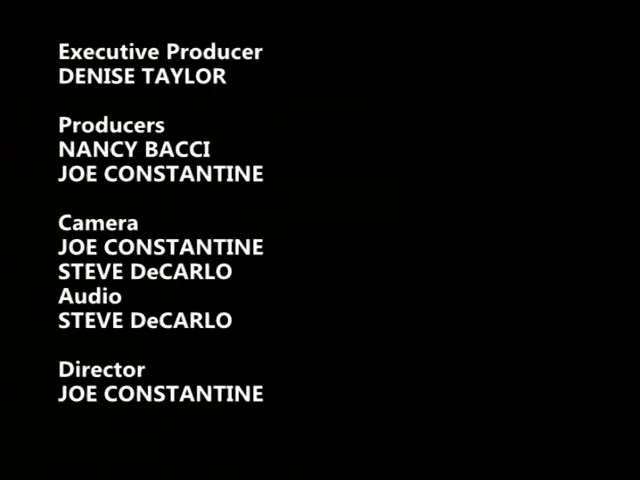 Executive Producer
DENISE TAYLOR
Producers
NANCY BACCI
JOE CONSTANTINE
Camera
JOE CONSTANTINE
STEVE DeCARLO
Audio
STEVE DeCARLO
Director
JOE CONSTANTINE